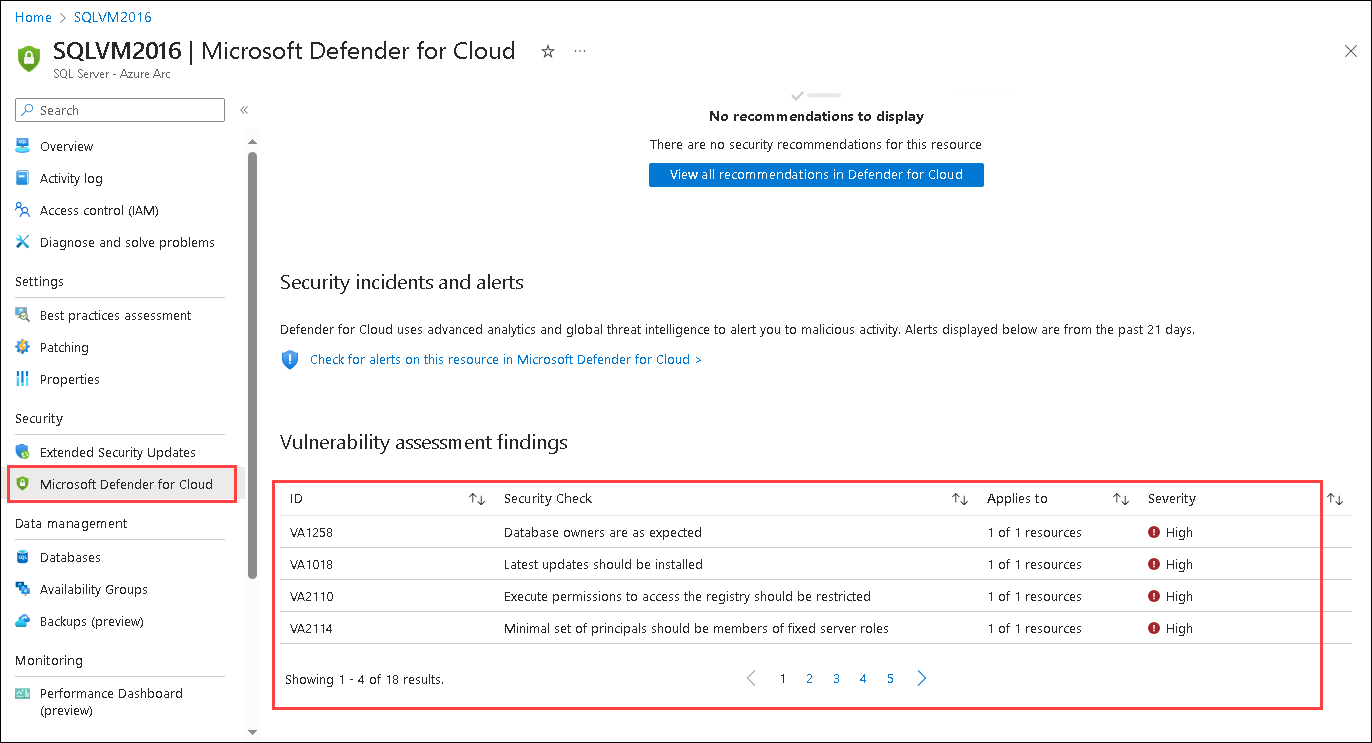 Home > SQLVM2016
SQLVM2016 | Microsoft Defender for Cloud
SQL Server - Azure Arc
Search
Overview
Activity log
Access control (IAM)
Diagnose and solve problems
Settings
Best practices assessment
Patching
Properties
Security
Extended Security Updates
Microsoft Defender for Cloud
Data management
Databases
Availability Groups
Backups (preview)
Monitoring
Performance Dashboard
(preview)
No recommendations to display
There are no security recommendations for this resource
View all recommendations in Defender for Cloud
Security incidents and alerts
Defender for Cloud uses advanced analytics and global threat intelligence to alert you to malicious activity. Alerts displayed below are from the past 21 days.
Check for alerts on this resource in Microsoft Defender for Cloud >
Vulnerability assessment findings
ID Security Check Applies to Severity
VA1258 Database owners are as expected 1 of 1 resources High
VA1018 Latest updates should be installed 1 of 1 resources High
VA2110 Execute permissions to access the registry should be restricted 1 of 1 resources High
VA2114 Minimal set of principals should be members of fixed server roles 1 of 1 resources High
Showing 1 - 4 of 18 results. < 1 2 3 4 5 >